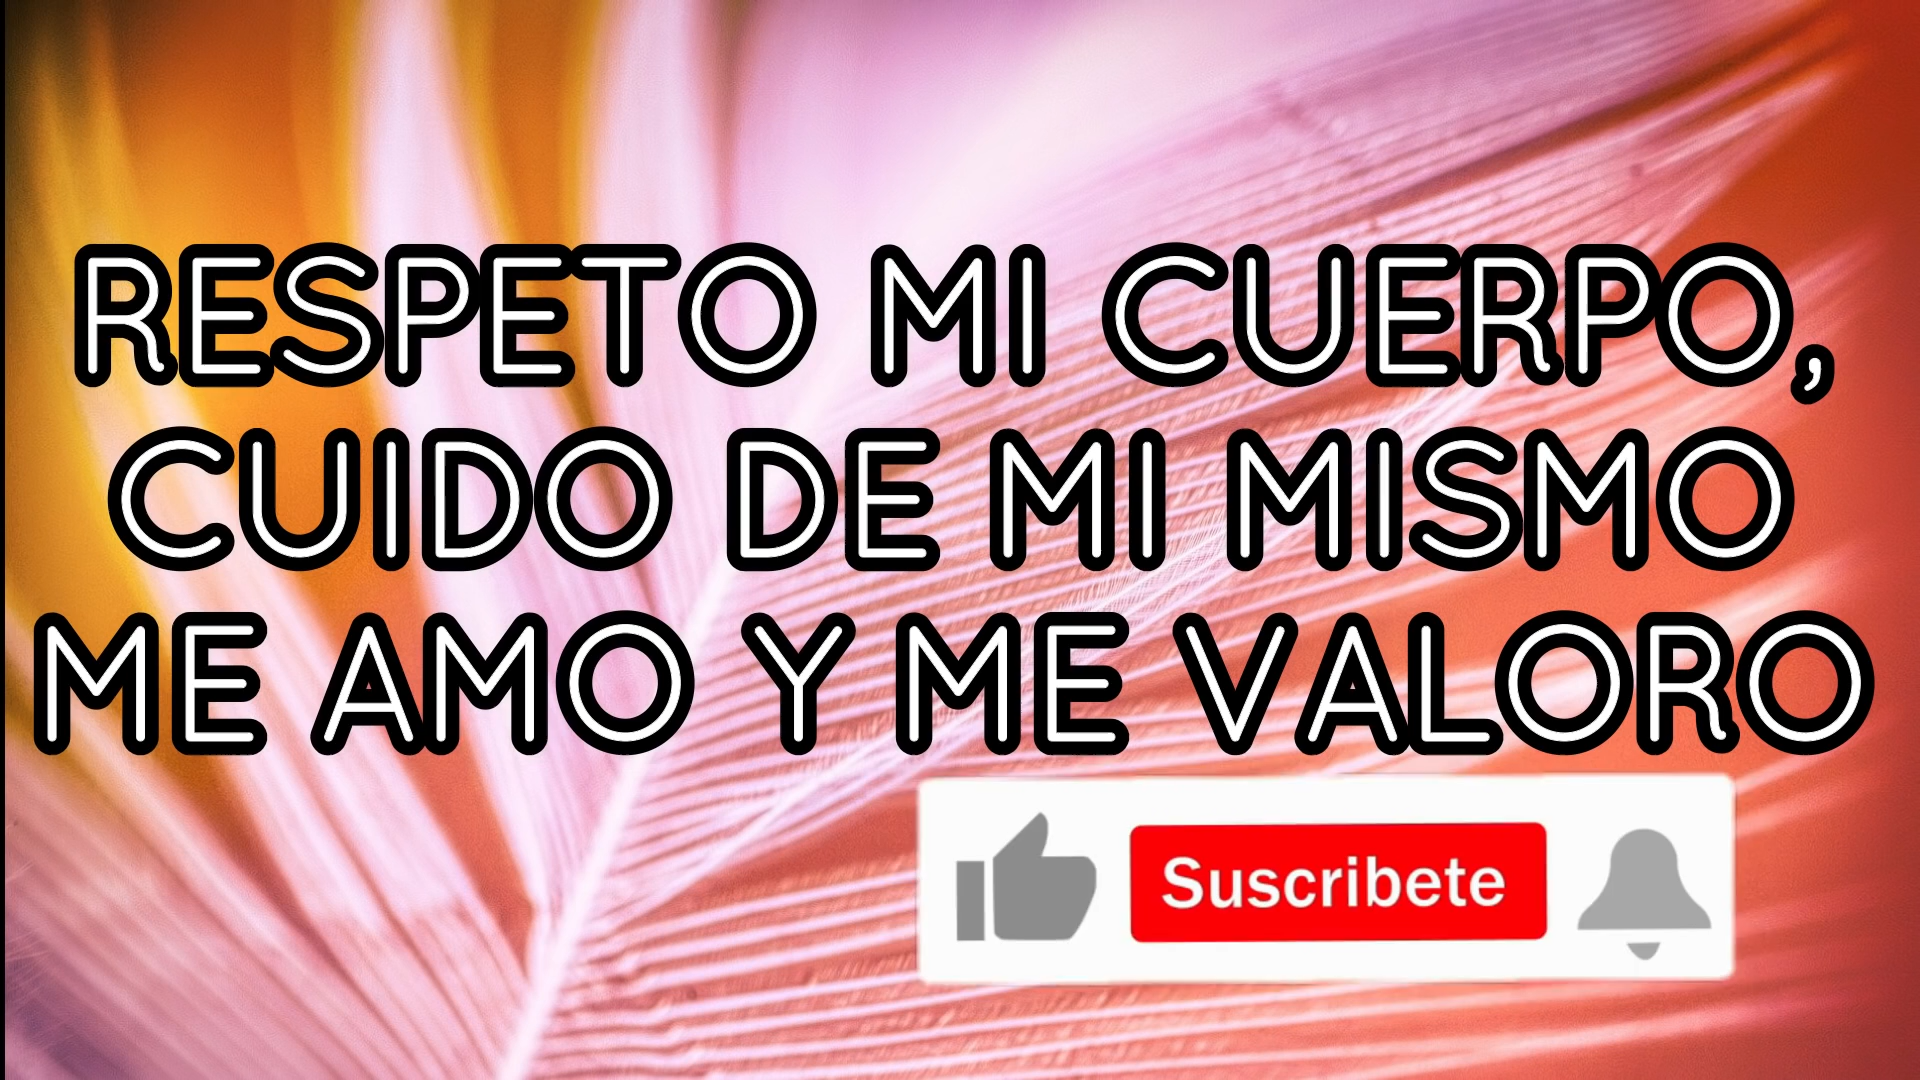 RESPETO MI CUERPO,
CUIDO DE MI MISMO
ME AMO Y ME VALORO
Suscribete